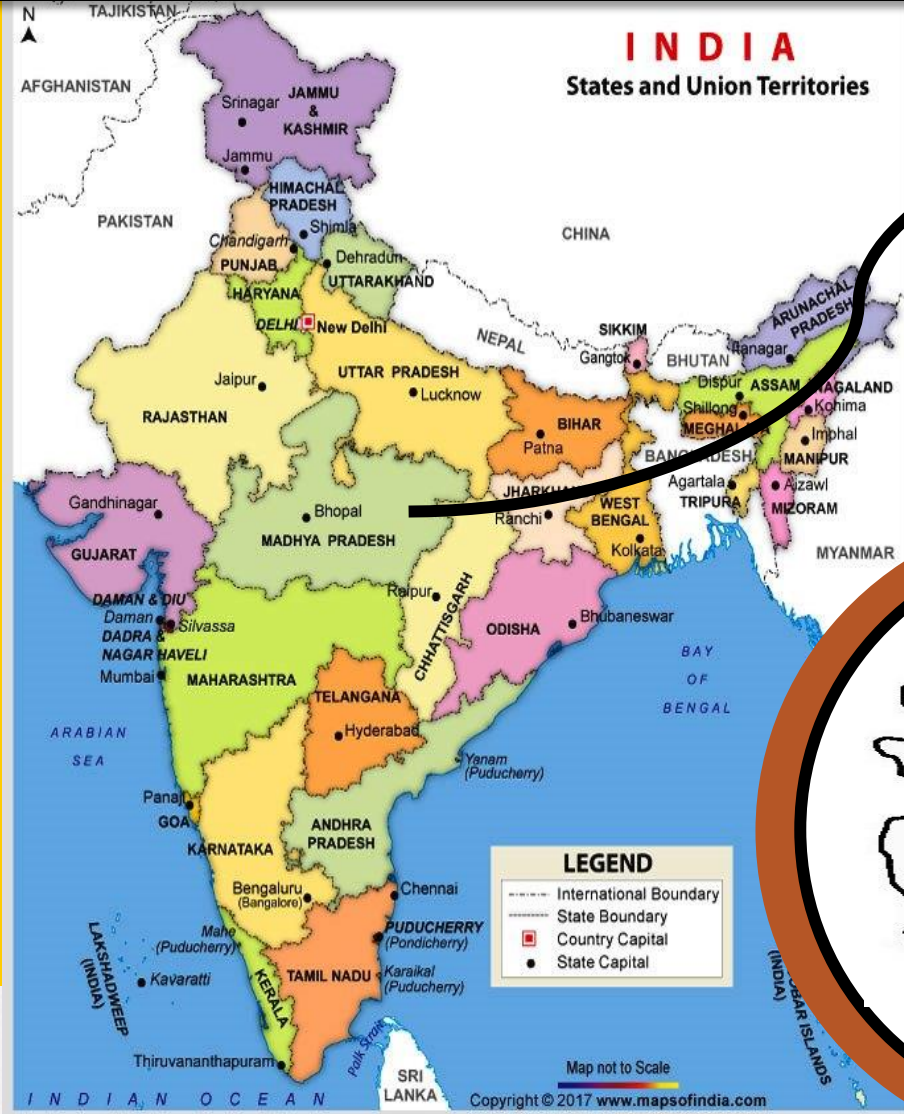 N
TAJIKISTAN
AFGHANISTAN
INDIA
States and Union Territories
Srinagar
JAMMU
&
KASHMIR
Jammu
HIMACHAL
PRADESH
PAKISTAN
Shimla
CHINA
Chandigarh
PUNJAB
Dehradun
UTTARAKHAND
HARYANA
DELHI
New Delhi
NEPAL
SIKKIM
Gangtok
BHUTAN
ARUNACHAL
PRADESH
Itanagar
Jaipur
UTTAR PRADESH
Lucknow
RAJASTHAN
Dispur
ASSAM
NAGALAND
Shillong
Kohima
BIHAR
Patna
Imphal
BANGLADESH
MANIPUR
Gandhinagar
Bhopal
MADHYA PRADESH
Ranchi
WEST
BENGAL
Kolkata
Agartala
TRIPURA
Aizawl
MIZORAM
GUJARAT
MYANMAR
DAMAN & DIU
Daman
Silvassa
DADRA &
NAGAR HAVELI
Mumbai
MAHARASHTRA
Raipur
CHHATTISGARH
ODISHA
Bhubaneswar
BAY
OF
BENGAL
TELANGANA
Hyderabad
ARABIAN
SEA
Yanam
(Puducherry)
Panaji
GOA
KARNATAKA
ANDHRA
PRADESH
Bengaluru
(Bangalore)
Chennai
LEGEND
International Boundary
State Boundary
Country Capital
State Capital
Mahe
(Puducherry)
PUDUCHERRY
(Pondicherry)
LAKSHADWEEP
(INDIA)
Kavaratti
KERALA
TAMIL NADU
Karaikal
(Puducherry)
(INDIA)
ISLANDS
Thiruvananthapuram
Palk Strait
SRI
LANKA
Map not to Scale
INDIAN OCEAN
Copyright © 2017 www.mapsofindia.com